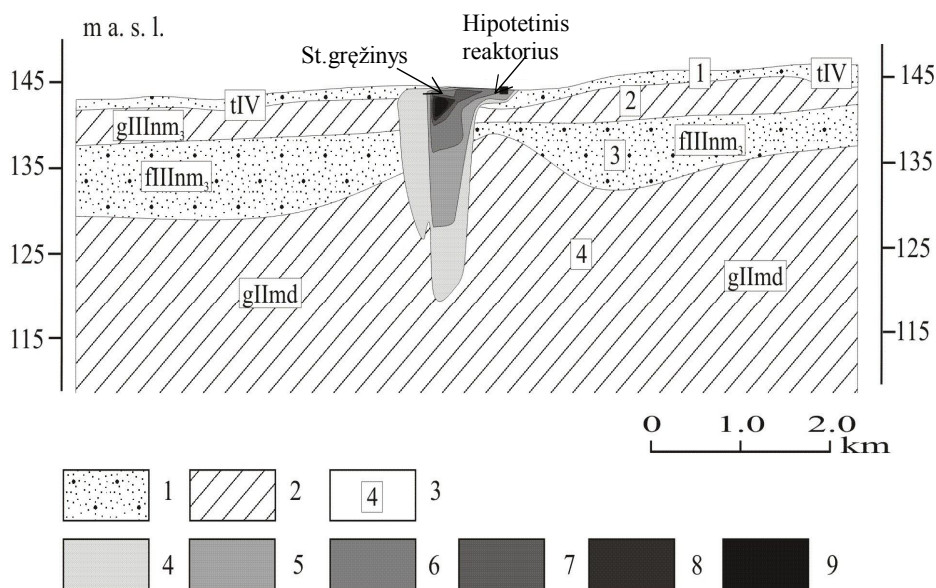 m a. s. l.
Hipotetinis
reaktorius
St.gręžinys
145
135
125
115
145
135
125
115
tIV
1
tIV
2
gIIInm3
fIIInm3
3
fIIInm3
4
gIImd
gIImd
0 1.0 2.0
km
1 2 4 3
4 5 6 7 8 9